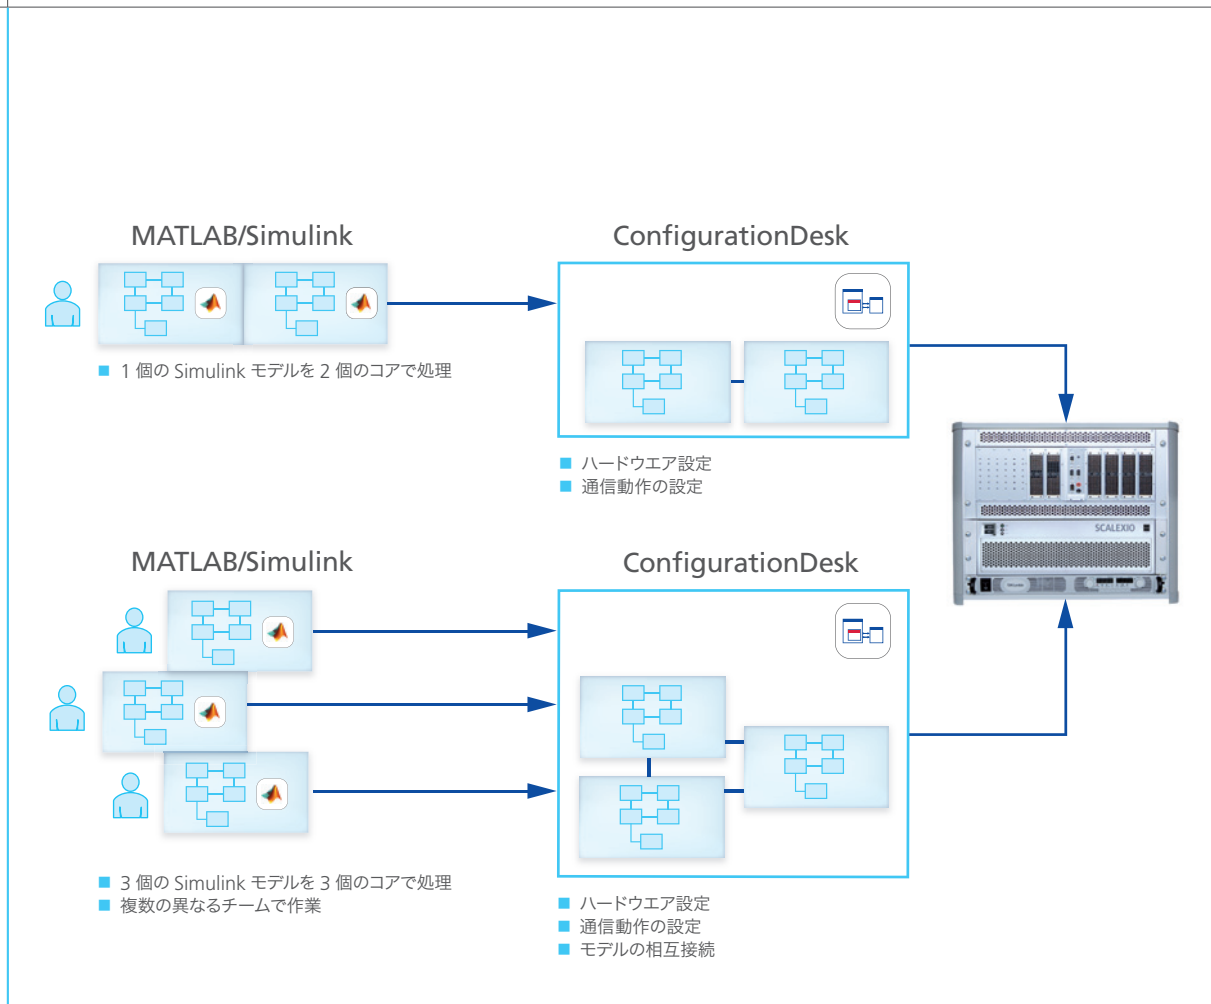 MATLAB/Simulink
ConfigurationDesk
■ 1 個の Simulink モデルを 2 個のコアで処理
■ ハードウエア設定
■ 通信動作の設定
SCALEXIO
MATLAB/Simulink
ConfigurationDesk
■ 3 個の Simulink モデルを 3 個のコアで処理
■ 複数の異なるチームで作業
■ ハードウエア設定
■ 通信動作の設定
■ モデルの相互接続